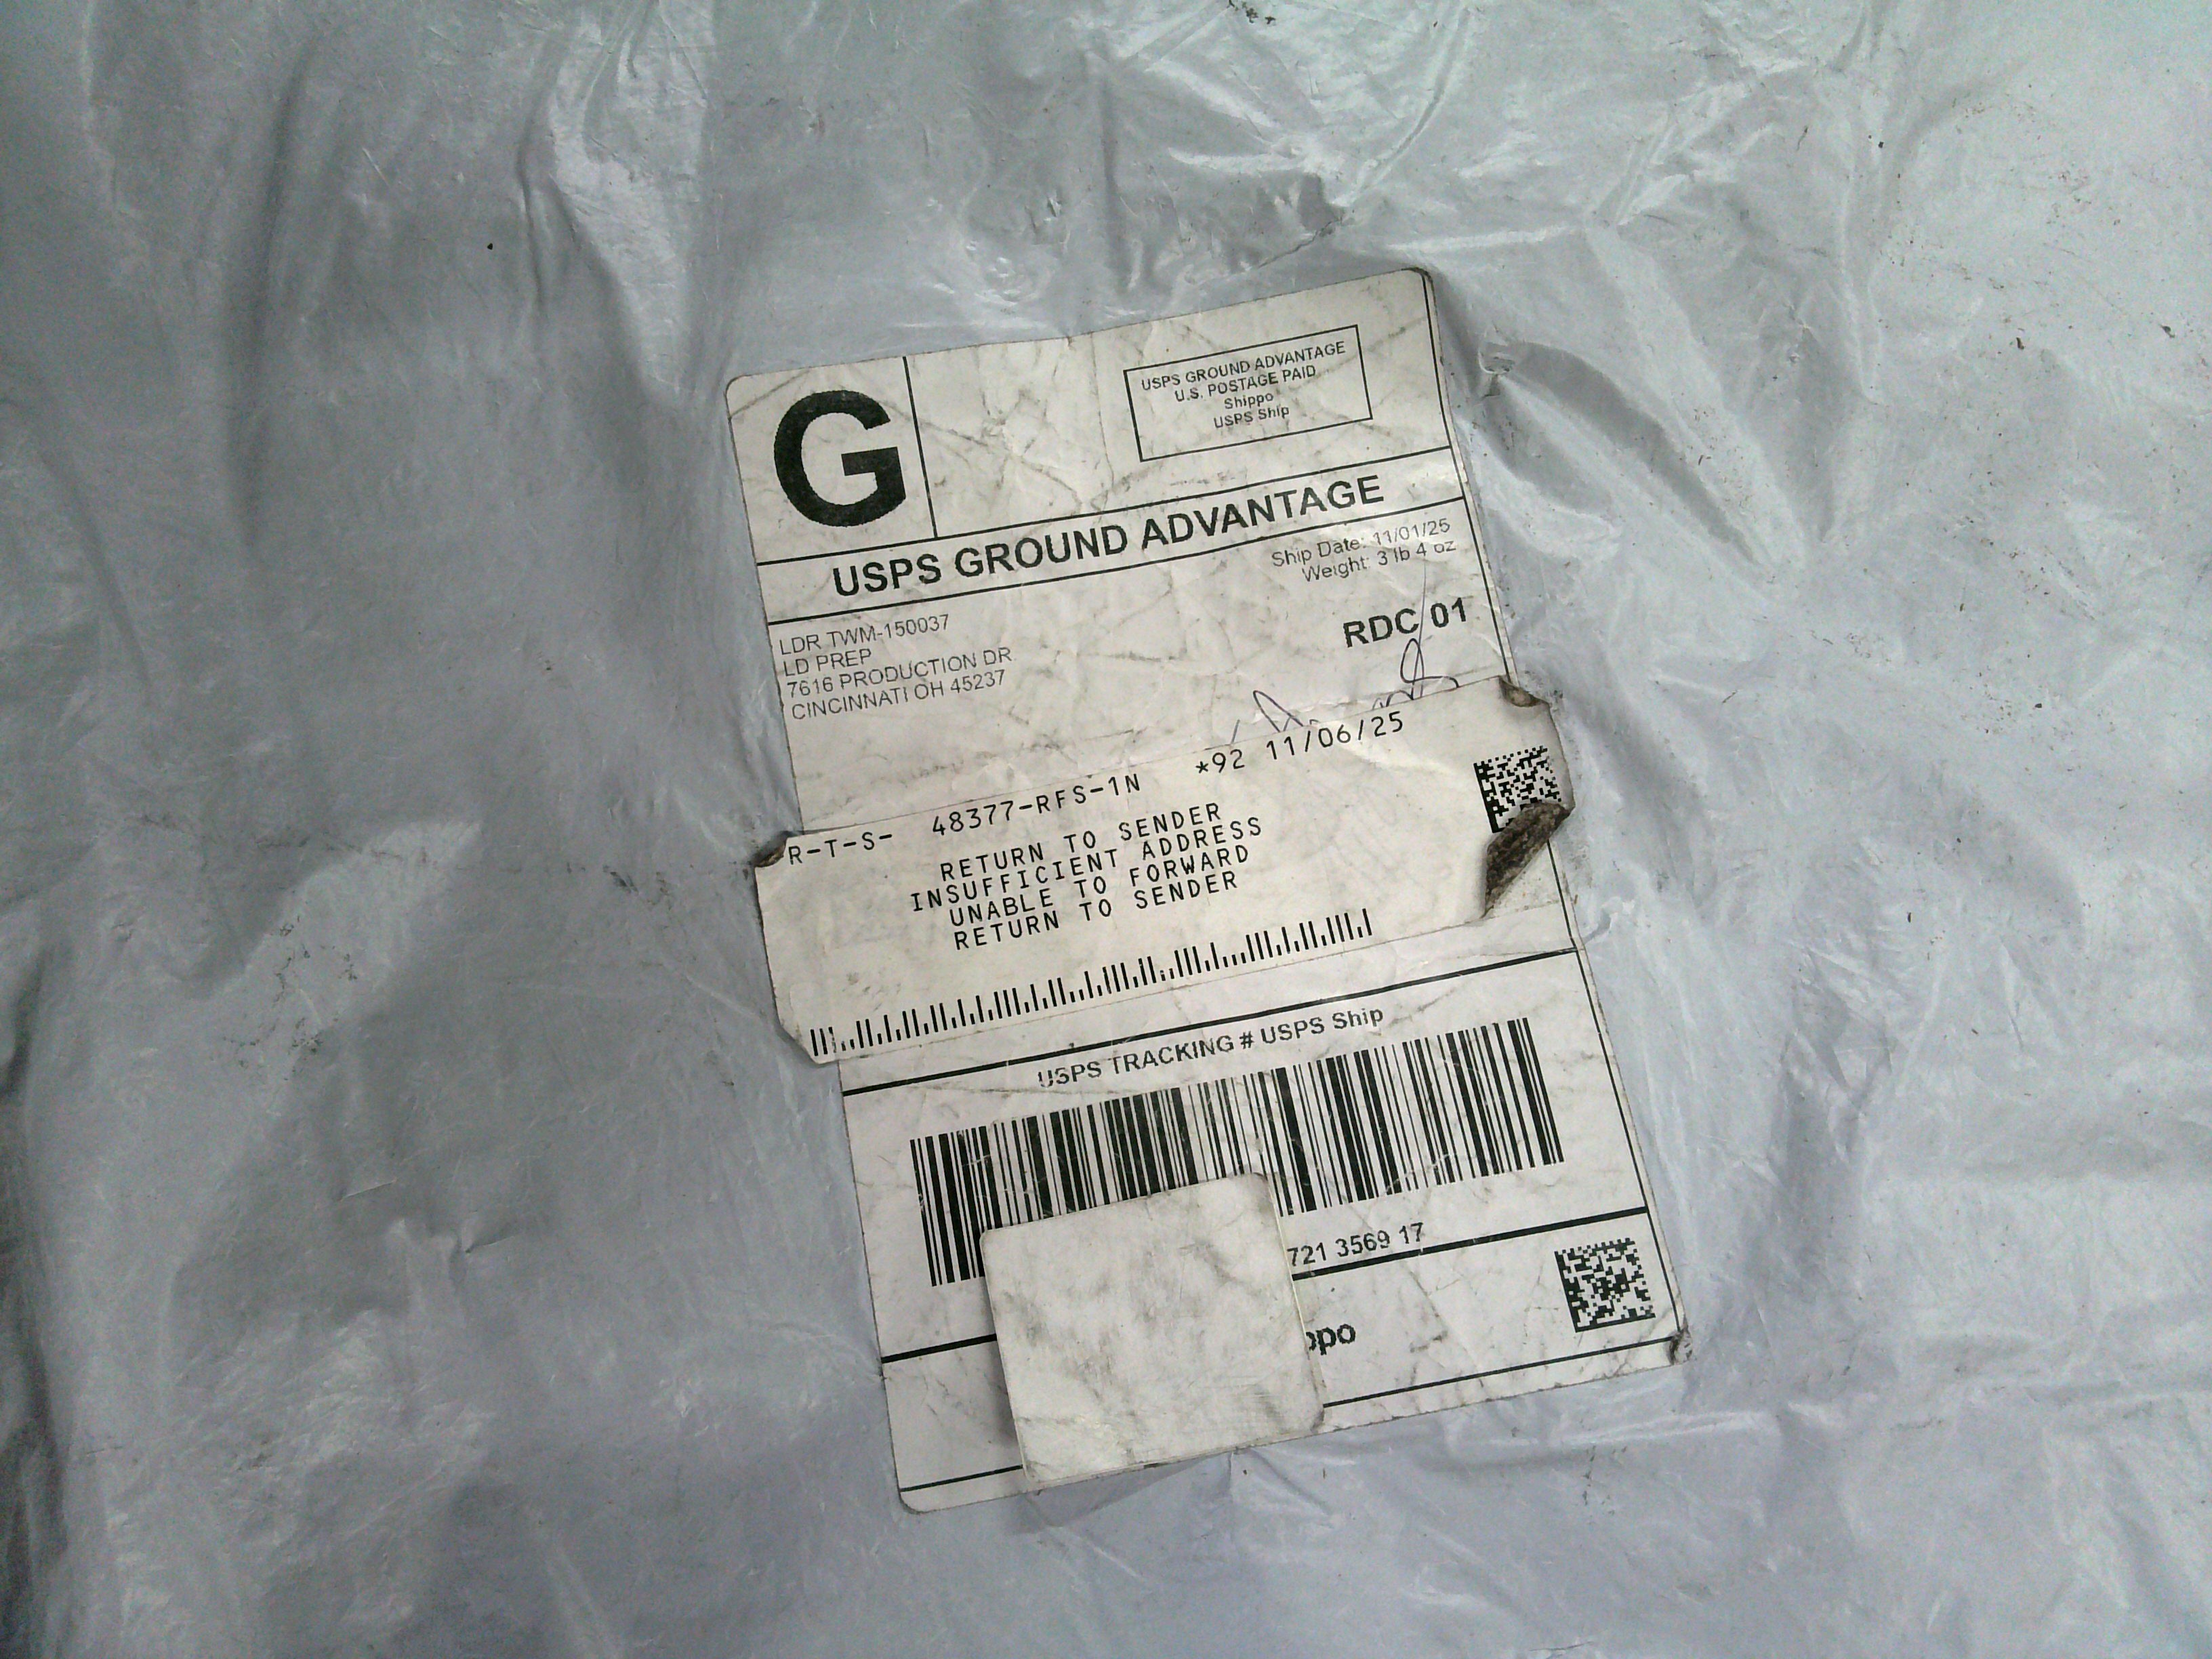 G
USPS GROUND ADVANTAGE
U.S. POSTAGE PAID
Shippo
USPS Ship
USPS GROUND ADVANTAGE
Ship Date: 11/01/25
Weight: 3 lb 4 oz
LDR TWM-150037
LD PREP
7616 PRODUCTION DR
CINCINNATI OH 45237
RDC 01
R-T-S- 48377-RFS-1N *92 11/06/25
RETURN TO SENDER
INSUFFICIENT ADDRESS
UNABLE TO FORWARD
RETURN TO SENDER
USPS TRACKING # USPS Ship
721 3569 17
ppo